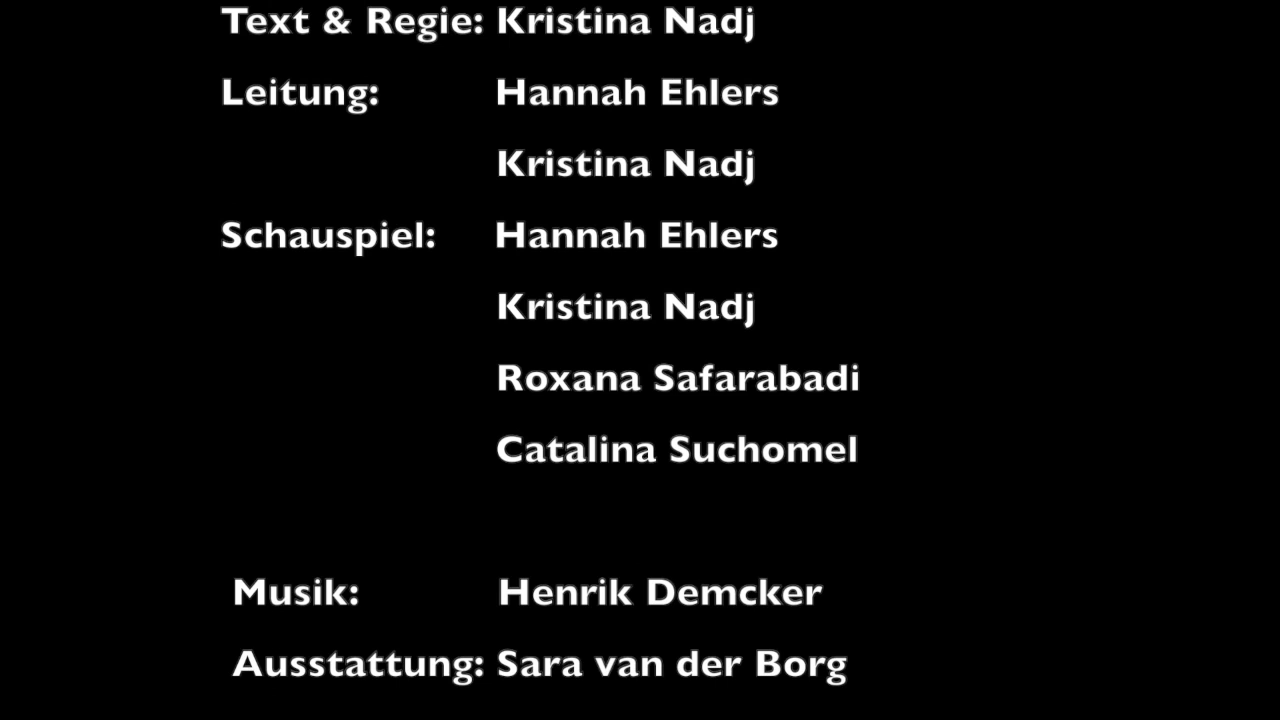 Text & Regie: Kristina Nadj
Leitung: Hannah Ehlers
Kristina Nadj
Schauspiel: Hannah Ehlers
Kristina Nadj
Roxana Safarabadi
Catalina Suchomel
Musik: Henrik Demcker
Ausstattung: Sara van der Borg